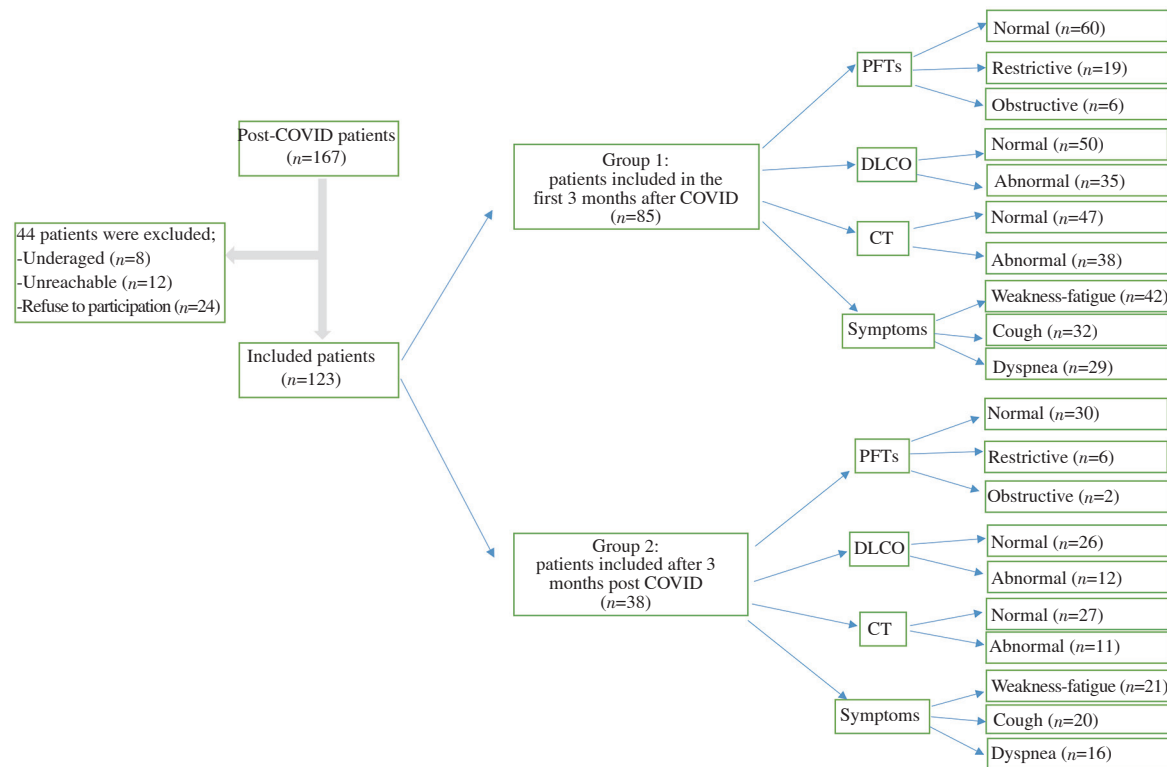 Post-COVID patients
(n=167)
44 patients were excluded;
-Underaged (n=8)
-Unreachable (n=12)
-Refuse to participation (n=24)
Included patients
(n=123)
Group 1:
patients included in the
first 3 months after COVID
(n=85)
PFTs
Normal (n=60)
Restrictive (n=19)
Obstructive (n=6)
DLCO
Normal (n=50)
Abnormal (n=35)
CT
Normal (n=47)
Abnormal (n=38)
Symptoms
Weakness-fatigue (n=42)
Cough (n=32)
Dyspnea (n=29)
Group 2:
patients included after 3
months post COVID
(n=38)
PFTs
Normal (n=30)
Restrictive (n=6)
Obstructive (n=2)
DLCO
Normal (n=26)
Abnormal (n=12)
CT
Normal (n=27)
Abnormal (n=11)
Symptoms
Weakness-fatigue (n=21)
Cough (n=20)
Dyspnea (n=16)